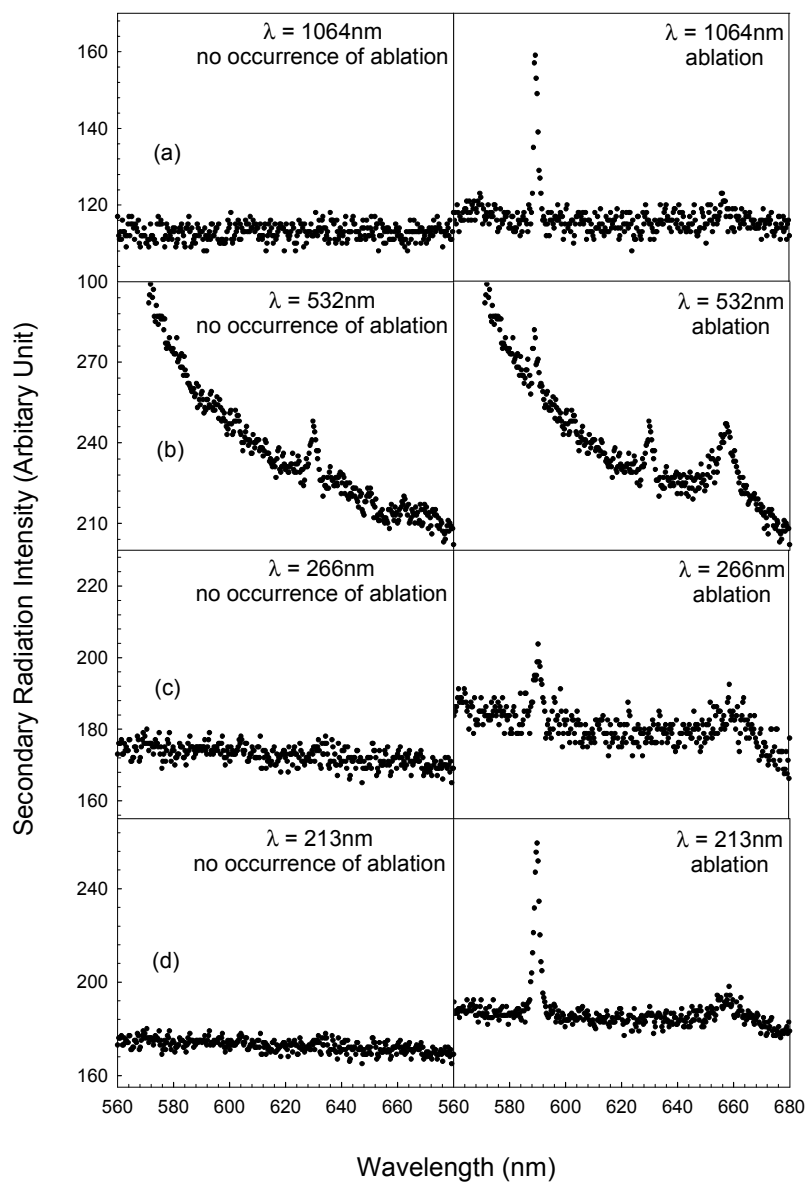 Secondary Radiation Intensity (Arbitary Unit)
λ = 1064nm
no occurrence of ablation
λ = 1064nm
ablation
(a)
160
140
120
100
λ = 532nm
no occurrence of ablation
λ = 532nm
ablation
(b)
270
240
210
λ = 266nm
no occurrence of ablation
λ = 266nm
ablation
(c)
220
200
180
160
λ = 213nm
no occurrence of ablation
λ = 213nm
ablation
(d)
240
200
160
560 580 600 620 640 660 560 580 600 620 640 660 680
Wavelength (nm)